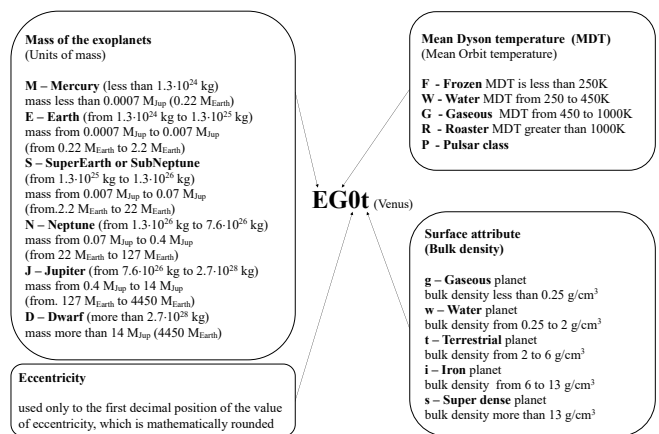 Mass of the exoplanets
(Units of mass)
M – Mercury (less than 1.3·10²⁴ kg)
mass less than 0.0007 M_Jup (0.22 M_Earth)
E – Earth (from 1.3·10²⁴ kg to 1.3·10²⁵ kg)
mass from 0.0007 M_Jup to 0.007 M_Jup
(from 0.22 M_Earth to 2.2 M_Earth)
S – SuperEarth or SubNeptune
(from 1.3·10²⁵ kg to 1.3·10²⁶ kg)
mass from 0.007 M_Jup to 0.07 M_Jup
(from.2.2 M_Earth to 22 M_Earth)
N – Neptune (from 1.3·10²⁶ kg to 7.6·10²⁶ kg)
mass from 0.07 M_Jup to 0.4 M_Jup
(from 22 M_Earth to 127 M_Earth)
J – Jupiter (from 7.6·10²⁶ kg to 2.7·10²⁸ kg)
mass from 0.4 M_Jup to 14 M_Jup
(from. 127 M_Earth to 4450 M_Earth)
D – Dwarf (more than 2.7·10²⁸ kg)
mass more than 14 M_Jup (4450 M_Earth)
Eccentricity
used only to the first decimal position of the value
of eccentricity, which is mathematically rounded
EG0t (Venus)
Mean Dyson temperature (MDT)
(Mean Orbit temperature)
F - Frozen MDT is less than 250K
W - Water MDT from 250 to 450K
G - Gaseous MDT from 450 to 1000K
R - Roaster MDT greater than 1000K
P - Pulsar class
Surface attribute
(Bulk density)
g – Gaseous planet
bulk density less than 0.25 g/cm³
w – Water planet
bulk density from 0.25 to 2 g/cm³
t – Terrestrial planet
bulk density from 2 to 6 g/cm³
i – Iron planet
bulk density from 6 to 13 g/cm³
s – Super dense planet
bulk density more than 13 g/cm³